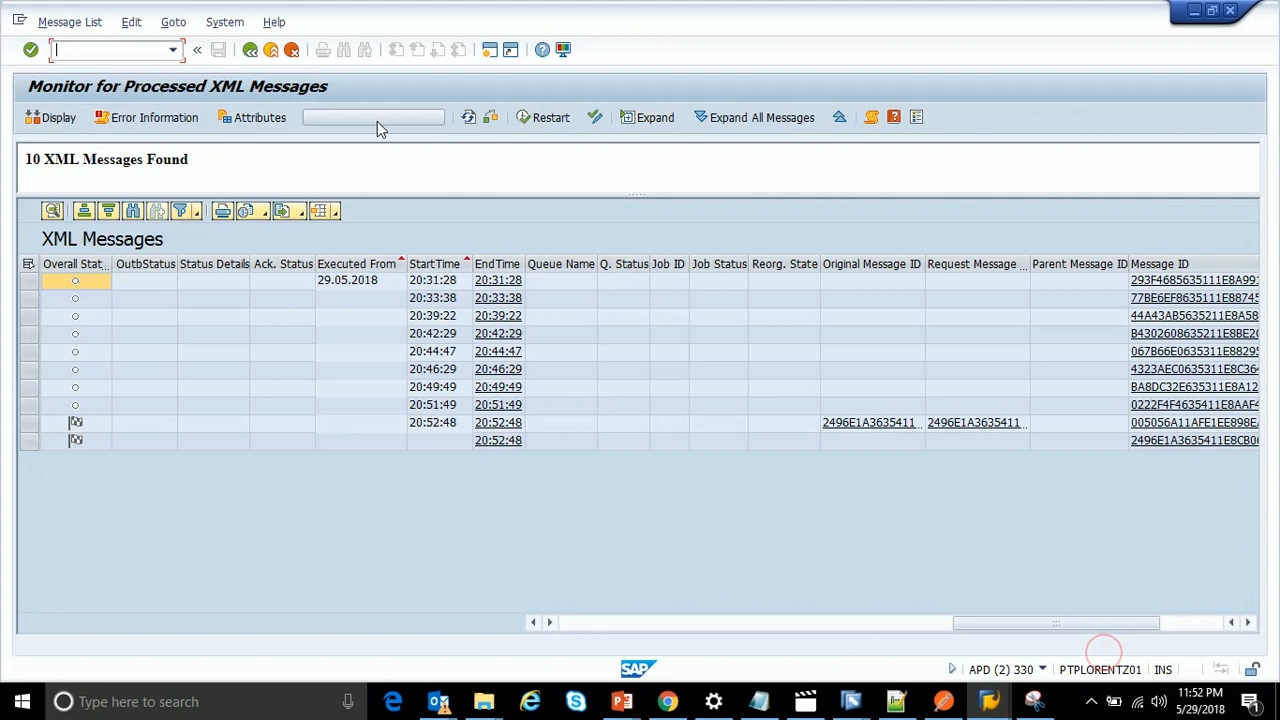 Message List Edit Goto System Help
Monitor for Processed XML Messages
Display Error Information Attributes Restart Expand Expand All Messages
10 XML Messages Found
XML Messages
Overall Stat... OutbStatus Status Details Ack. Status Executed From StartTime EndTime Queue Name Q. Status Job ID Job Status Reorg. State Original Message ID Request Message ... Parent Message ID Message ID
29.05.2018 20:31:28 20:31:28 293F4685635111E8A99
20:33:38 20:33:38 77BE6EF8635111E88745
20:39:22 20:39:22 44A43AB5635211E8A58
20:42:29 20:42:29 B4302608635211E8BE20
20:44:47 20:44:47 067B66E0635311E88295
20:46:29 20:46:29 4323AEC0635311E8C364
20:49:49 20:49:49 BA8DC32E635311E8A12
20:51:49 20:51:49 0222F4F4635411E8AAF4
20:52:48 20:52:48 2496E1A3635411... 2496E1A3635411... 005056A11AFE1EE898E
20:52:48 2496E1A3635411E8CB0
SAP APD (2) 330 PTPLORENTZ01 INS
Type here to search
11:52 PM
5/29/2018